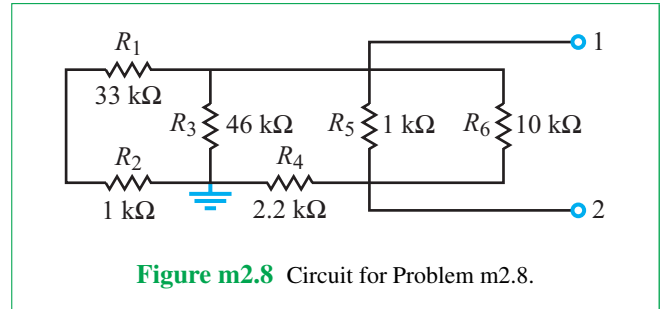 R1
1
33 kΩ
R3 46 kΩ R5 1 kΩ R6 10 kΩ
R2 R4
1 kΩ 2.2 kΩ 2
Figure m2.8 Circuit for Problem m2.8.